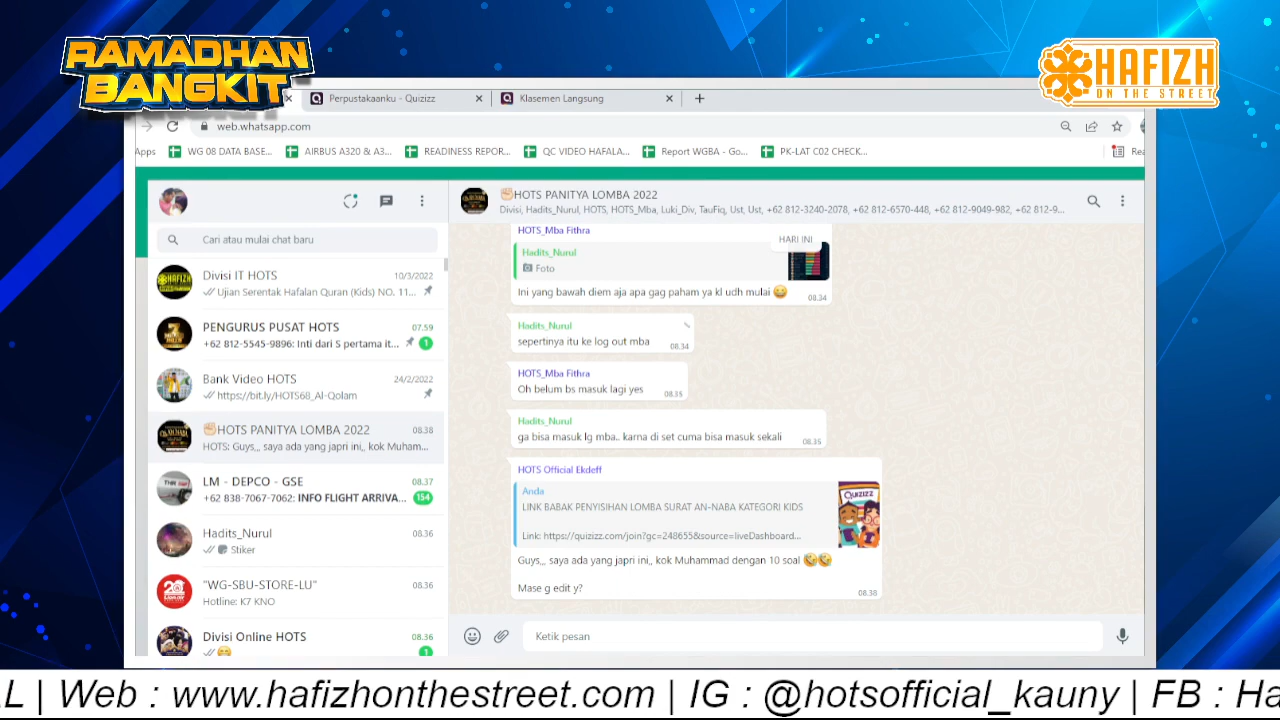 RAMADHAN
BANGKIT
HAFIZH
ON THE STREET
Quizizz
Klasemen Langsung
web.whatsapp.com
Apps
WG 08 DATA BASE...
AIRBUS A320 & A3...
READINESS REPOR...
QC VIDEO HAFALA...
Report WGBA - Go...
PK-LAT C02 CHECK...
HOTS PANITYA LOMBA 2022
Divisi, Hadits_Nurul, HOTS, HOTS_Mba, Luki_Div, TauFiq, Ust, Ust, +62 812-3240-2078, +62 812-6570-448, +62 812-9049-982, +62 812-9...
Cari atau mulai chat baru
Divisi IT HOTS
10/3/2022
Ujian Serentak Hafalan Quran (Kids) NO. 11...
PENGURUS PUSAT HOTS
07.59
+62 812-5545-9896: Inti dari S pertama it...
1
Bank Video HOTS
24/2/2022
https://bit.ly/HOTS68_Al-Qolam
✊🏻HOTS PANITYA LOMBA 2022
08.38
HOTS: Guys,,, saya ada yang japri ini,, kok Muham...
LM - DEPCO - GSE
08.37
+62 838-7067-7062: INFO FLIGHT ARRIVA...
154
Hadits_Nurul
08.36
Stiker
"WG-SBU-STORE-LU"
08.36
Hotline: K7 KNO
Divisi Online HOTS
08.36
1
HOTS_Mba Fithra
HARI INI
Hadits_Nurul
Foto
Ini yang bawah diem aja apa gag paham ya kl udh mulai 😄
08.34
Hadits_Nurul
sepertinya itu ke log out mba
08.34
HOTS_Mba Fithra
Oh belum bs masuk lagi yes
08.35
Hadits_Nurul
ga bisa masuk lg mba.. karna di set cuma bisa masuk sekali
08.35
HOTS Official Ekdeff
Anda
LINK BABAK PENYISIHAN LOMBA SURAT AN-NABA KATEGORI KIDS
Link: https://quizizz.com/join?gc=248655&source=liveDashboard...
QUIZIZZ
Guys,,, saya ada yang japri ini,, kok Muhammad dengan 10 soal 🤣🤣
Mase g edit y?
08.38
Ketik pesan
| Web : www.hafizhonthestreet.com | IG : @hotsofficial_kauny | FB : Ha